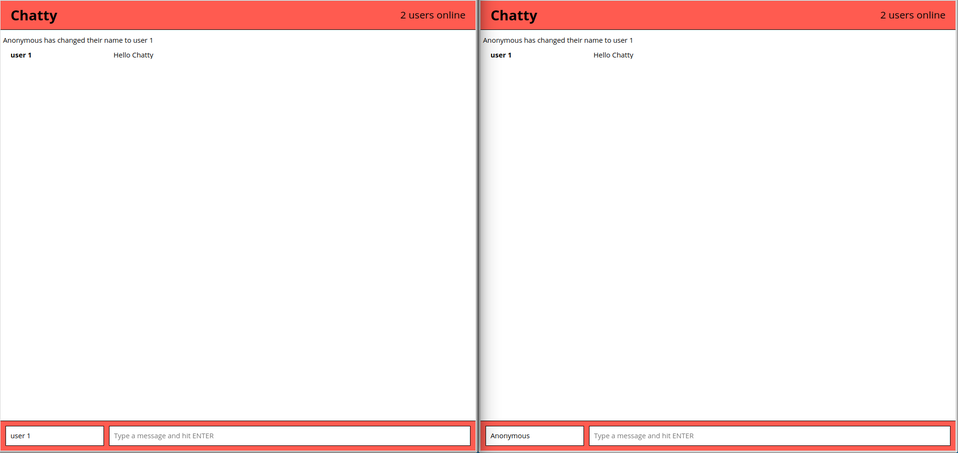 Chatty 2 users online
Anonymous has changed their name to user 1
user 1 Hello Chatty
user 1 Type a message and hit ENTER
Chatty 2 users online
Anonymous has changed their name to user 1
user 1 Hello Chatty
Anonymous Type a message and hit ENTER